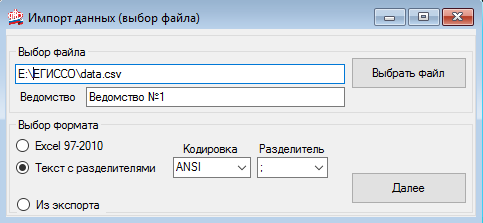 Импорт данных (выбор файла)
Выбор файла
E:\ЕГИССО\data.csv
Выбрать файл
Ведомство Ведомство №1
Выбор формата
Excel 97-2010
Кодировка Разделитель
Текст с разделителями ANSI ;
Далее
Из экспорта